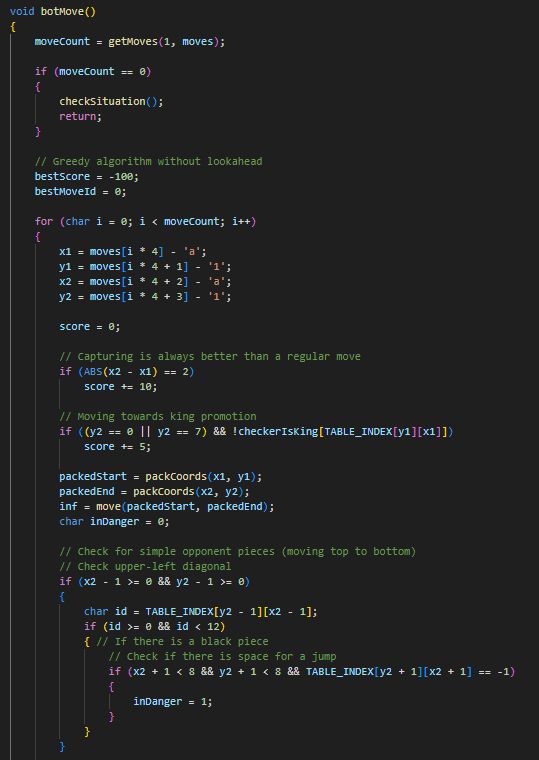 void botMove()
{
    moveCount = getMoves(1, moves);

    if (moveCount == 0)
    {
        checkSituation();
        return;
    }

    // Greedy algorithm without lookahead
    bestScore = -100;
    bestMoveId = 0;

    for (char i = 0; i < moveCount; i++)
    {
        x1 = moves[i * 4] - 'a';
        y1 = moves[i * 4 + 1] - '1';
        x2 = moves[i * 4 + 2] - 'a';
        y2 = moves[i * 4 + 3] - '1';

        score = 0;

        // Capturing is always better than a regular move
        if (ABS(x2 - x1) == 2)
            score += 10;

        // Moving towards king promotion
        if ((y2 == 0 || y2 == 7) && !checkerIsKing[TABLE_INDEX[y1][x1]])
            score += 5;

        packedStart = packCoords(x1, y1);
        packedEnd = packCoords(x2, y2);
        inf = move(packedStart, packedEnd);
        char inDanger = 0;

        // Check for simple opponent pieces (moving top to bottom)
        // Check upper-left diagonal
        if (x2 - 1 >= 0 && y2 - 1 >= 0)
        {
            char id = TABLE_INDEX[y2 - 1][x2 - 1];
            if (id >= 0 && id < 12)
            { // If there is a black piece
                // Check if there is space for a jump
                if (x2 + 1 < 8 && y2 + 1 < 8 && TABLE_INDEX[y2 + 1][x2 + 1] == -1)
                {
                    inDanger = 1;
                }
            }
        }